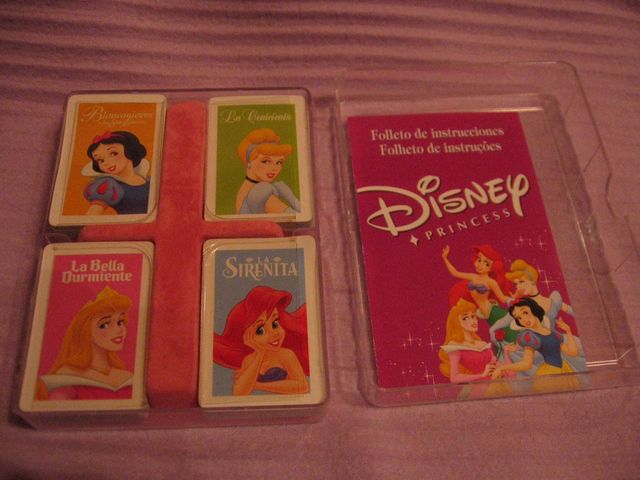 Blancanieves
La Cenicienta
La Bella
Durmiente
LA
SIRENITA
Folleto de instrucciones
Folheto de instruções
Disney
PRINCESS